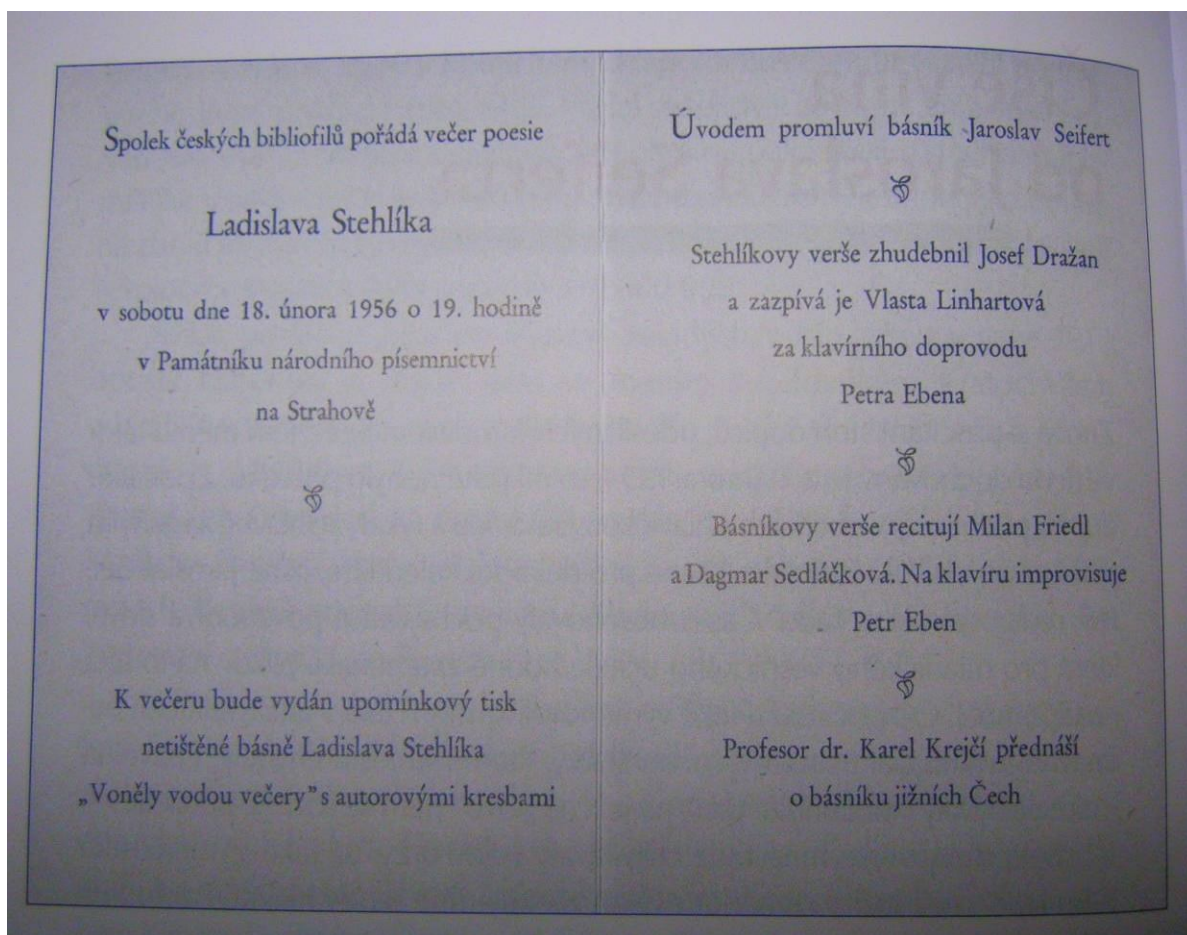 Spolek českých bibliofilů pořádá večer poesie
Ladislava Stehlíka
v sobotu dne 18. února 1956 o 19. hodině
v Památníku národního písemnictví
na Strahově
K večeru bude vydán upomínkový tisk
netištěné básně Ladislava Stehlíka
„Voněly vodou večery” s autorovými kresbami
Úvodem promluví básník Jaroslav Seifert
Stehlíkovy verše zhudebnil Josef Dražan
a zazpívá je Vlasta Linhartová
za klavírního doprovodu
Petra Ebena
Básníkovy verše recitují Milan Friedl
a Dagmar Sedláčková. Na klavíru improvisuje
Petr Eben
Profesor dr. Karel Krejčí přednáší
o básníku jižních Čech